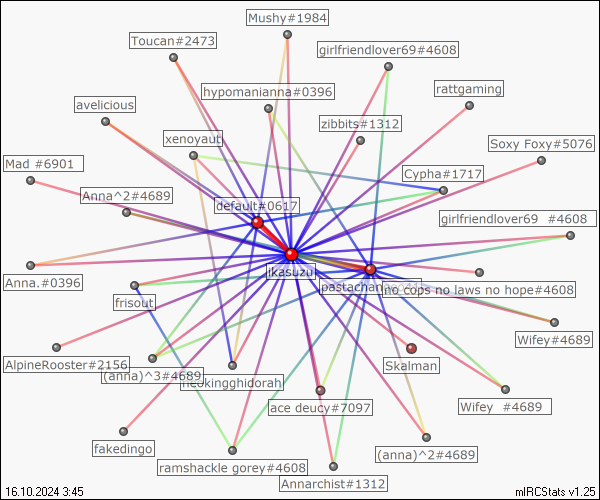 Mushy#1984
Toucan#2473
girlfriendlover69#4608
hypomanianna#0396
rattgaming
avelicious
zibbits#1312
xenoyaut
Soxy Foxy#5076
Mad #6901
Cypha#1717
Anna^2#4689
default#0617
girlfriendlover69 #4608
jkasuzu
Anna.#0396
pastachan
no cops no laws no hope#4608
frisout
Wifey#4689
AlpineRooster#2156
(anna)^3#4689
Skalman
ace deucy#7097
Wifey #4689
fakedingo
(anna)^2#4689
ramshackle gorey#4608
Annarchist#1312
16.10.2024 3:45
mIRCStats v1.25